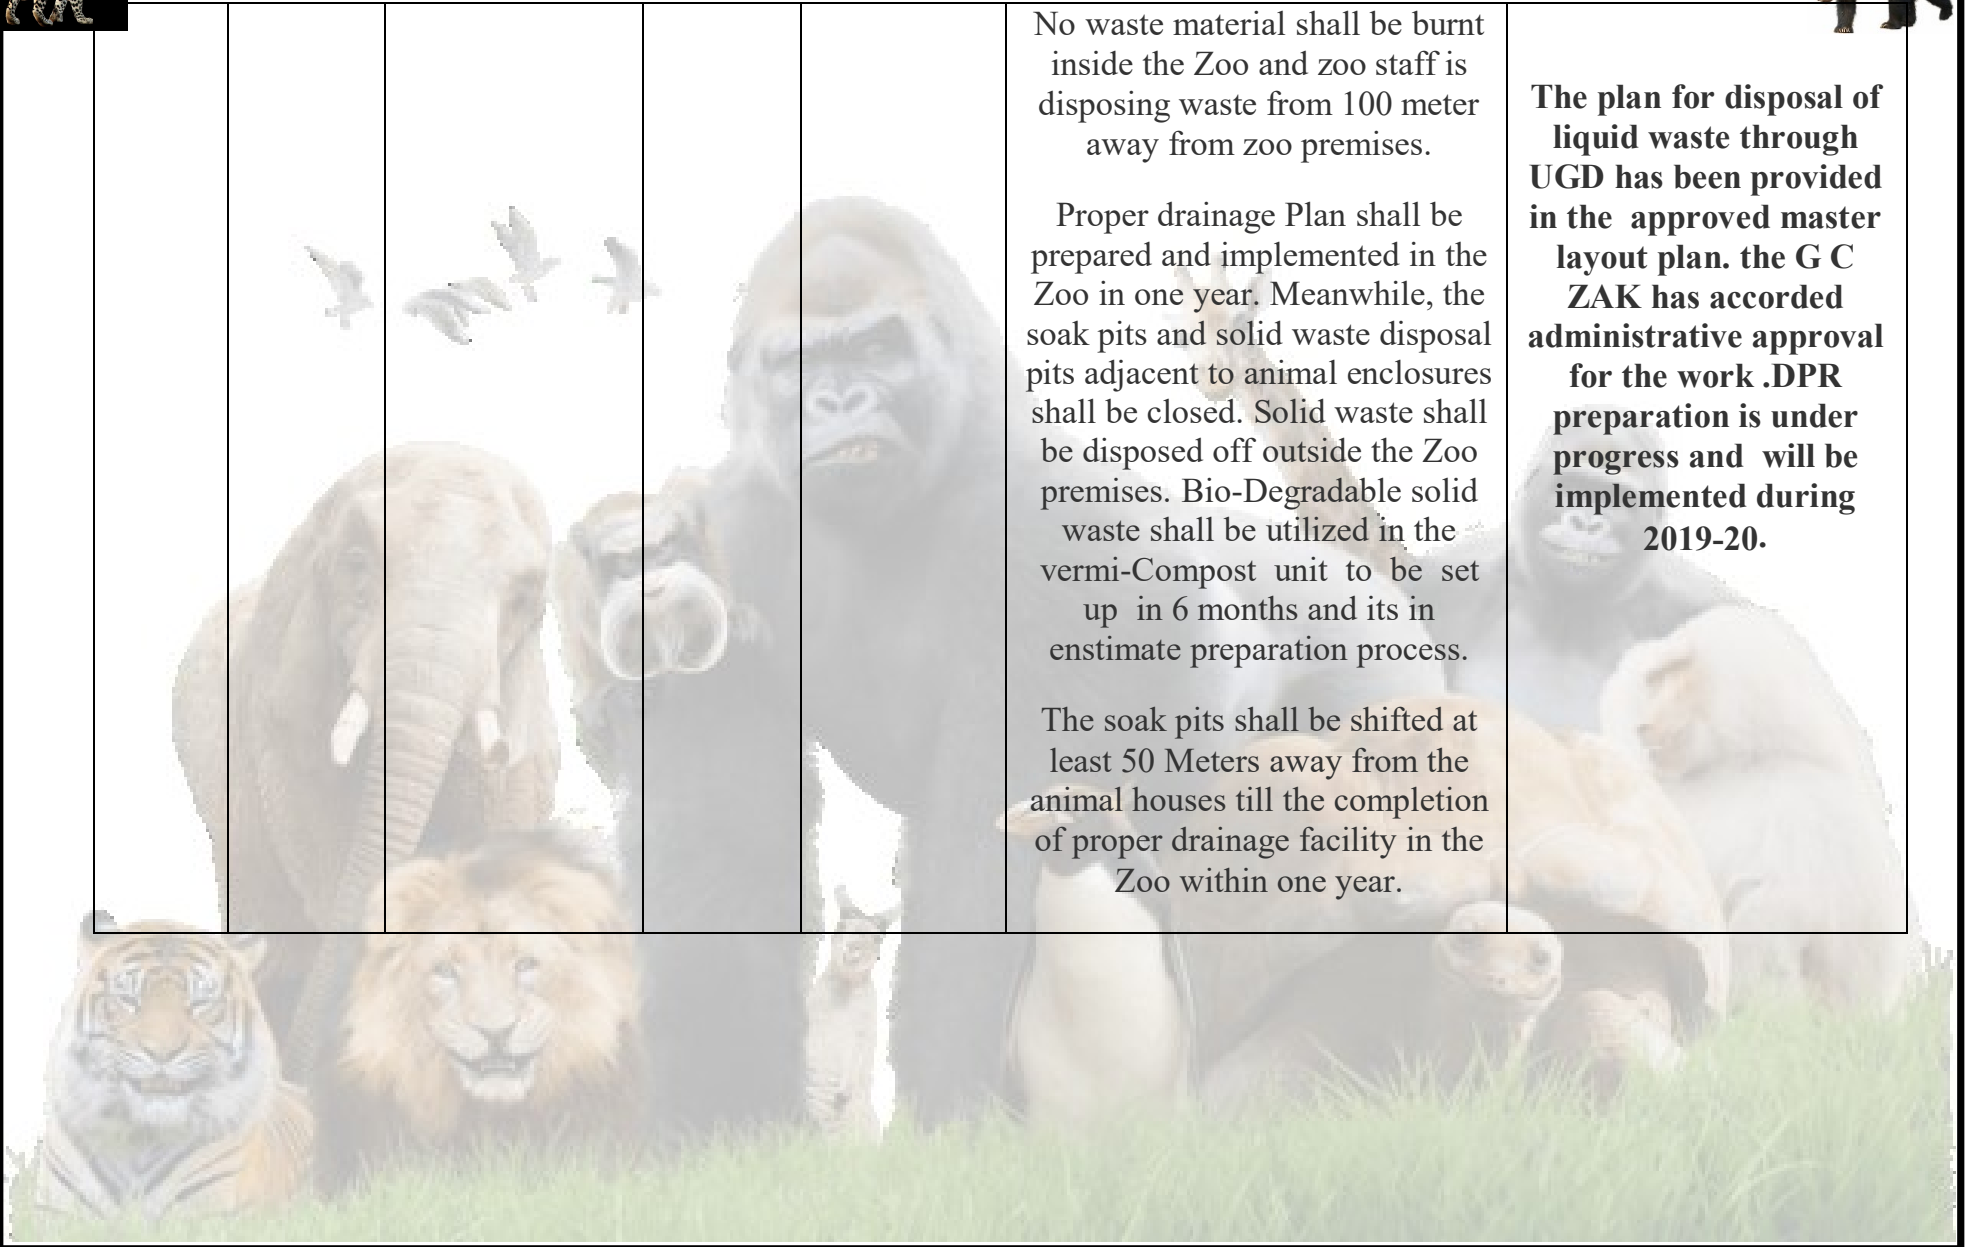 No waste material shall be burnt
inside the Zoo and zoo staff is
disposing waste from 100 meter
away from zoo premises.
Proper drainage Plan shall be
prepared and implemented in the
Zoo in one year. Meanwhile, the
soak pits and solid waste disposal
pits adjacent to animal enclosures
shall be closed. Solid waste shall
be disposed off outside the Zoo
premises. Bio-Degradable solid
waste shall be utilized in the
vermi-Compost unit to be set
up in 6 months and its in
enstimate preparation process.
The soak pits shall be shifted at
least 50 Meters away from the
animal houses till the completion
of proper drainage facility in the
Zoo within one year.
The plan for disposal of
liquid waste through
UGD has been provided
in the approved master
layout plan. the G C
ZAK has accorded
administrative approval
for the work .DPR
preparation is under
progress and will be
implemented during
2019-20.